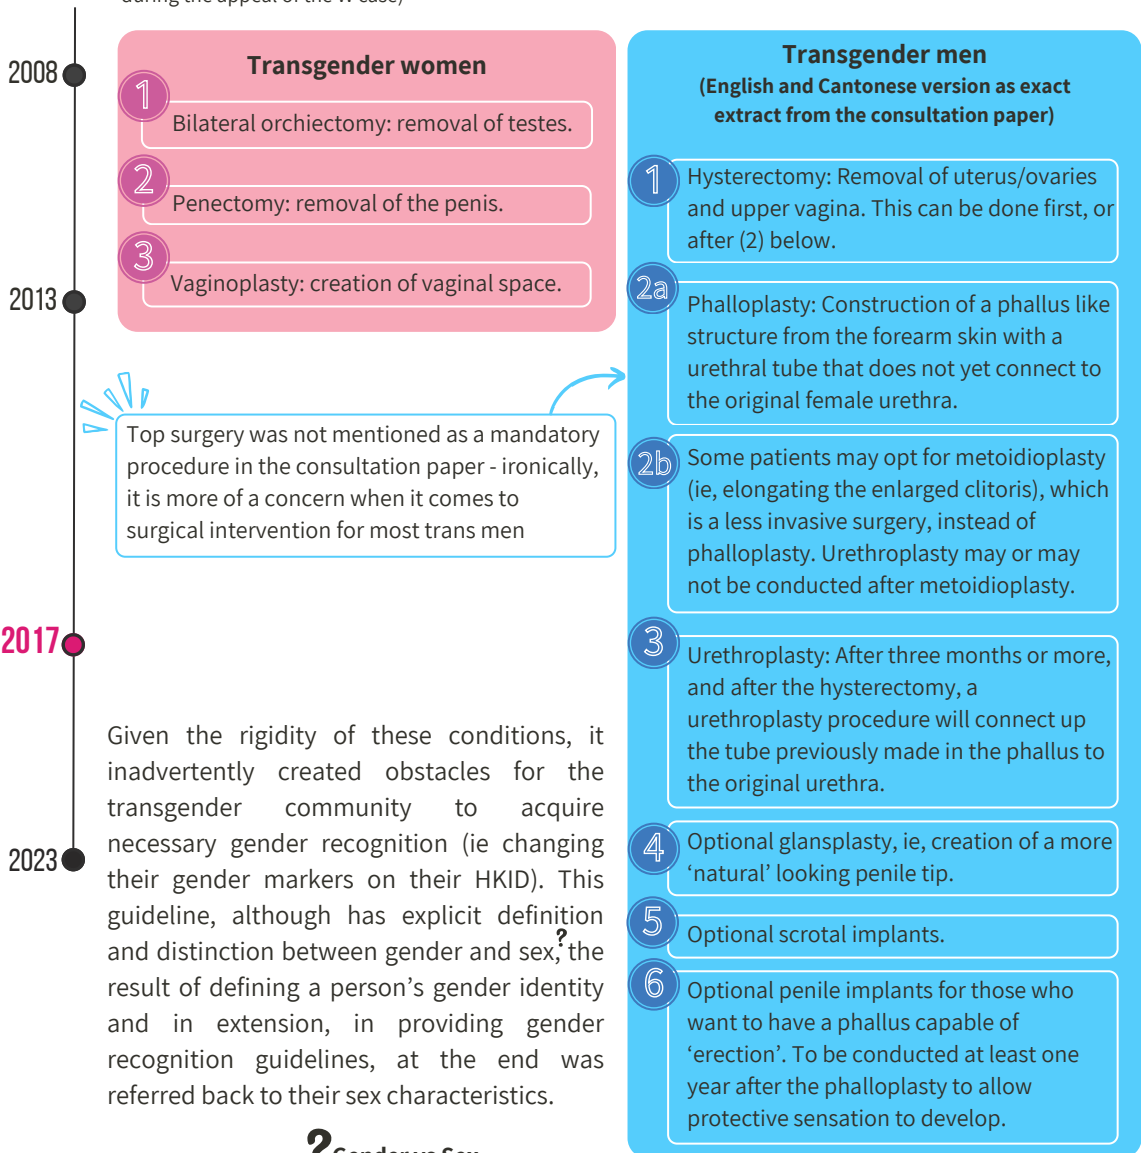 during the appeal of the W case)
2008
2013
2017
2023
Transgender women
1
Bilateral orchiectomy: removal of testes.
2
Penectomy: removal of the penis.
3
Vaginoplasty: creation of vaginal space.
Top surgery was not mentioned as a mandatory
procedure in the consultation paper - ironically,
it is more of a concern when it comes to
surgical intervention for most trans men
Given the rigidity of these conditions, it
inadvertently created obstacles for the
transgender community to acquire
necessary gender recognition (ie changing
their gender markers on their HKID). This
guideline, although has explicit definition
and distinction between gender and sex,? the
result of defining a person’s gender identity
and in extension, in providing gender
recognition guidelines, at the end was
referred back to their sex characteristics.
? Gender vs Sex
Transgender men
(English and Cantonese version as exact
extract from the consultation paper)
1
Hysterectomy: Removal of uterus/ovaries
and upper vagina. This can be done first, or
after (2) below.
2a
Phalloplasty: Construction of a phallus like
structure from the forearm skin with a
urethral tube that does not yet connect to
the original female urethra.
2b
Some patients may opt for metoidioplasty
(ie, elongating the enlarged clitoris), which
is a less invasive surgery, instead of
phalloplasty. Urethroplasty may or may
not be conducted after metoidioplasty.
3
Urethroplasty: After three months or more,
and after the hysterectomy, a
urethroplasty procedure will connect up
the tube previously made in the phallus to
the original urethra.
4
Optional glansplasty, ie, creation of a more
‘natural’ looking penile tip.
5
Optional scrotal implants.
6
Optional penile implants for those who
want to have a phallus capable of
‘erection’. To be conducted at least one
year after the phalloplasty to allow
protective sensation to develop.